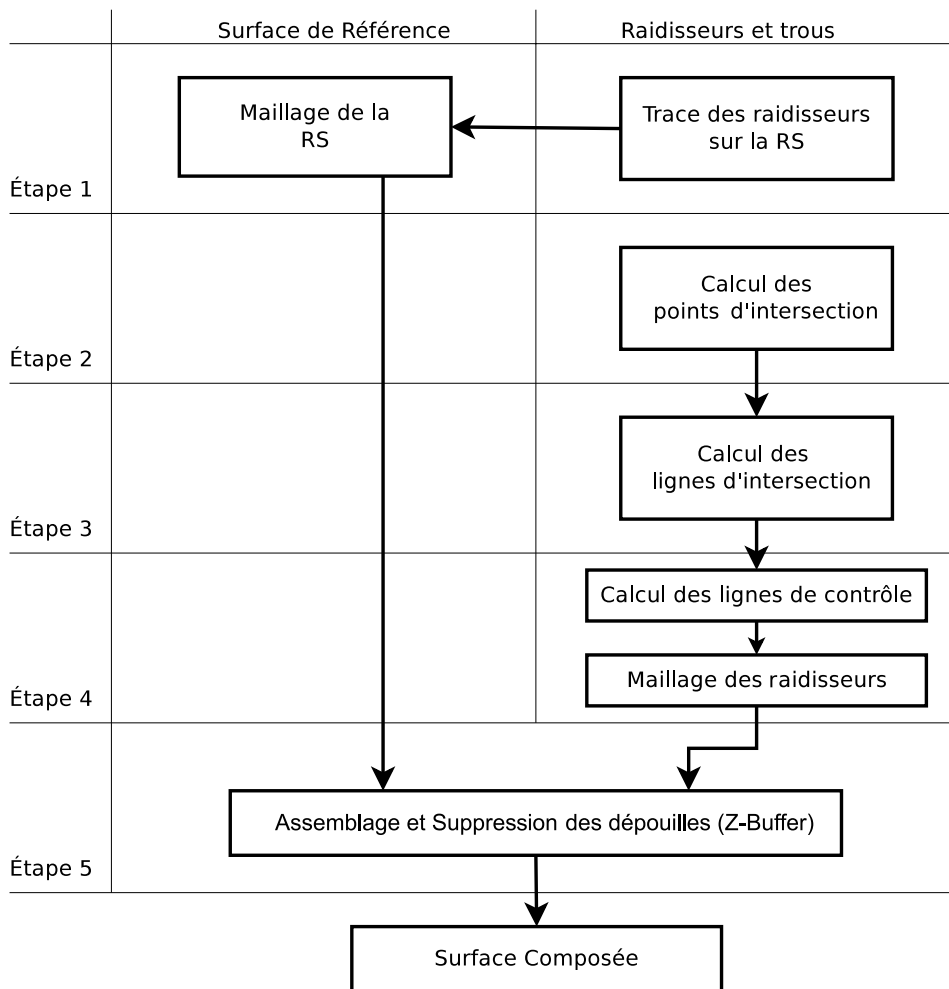 Surface de Référence
Raidisseurs et trous
Maillage de la
RS
Trace des raidisseurs
sur la RS
Étape 1
Calcul des
points d'intersection
Étape 2
Calcul des
lignes d'intersection
Étape 3
Calcul des lignes de contrôle
Maillage des raidisseurs
Étape 4
Assemblage et Suppression des dépouilles (Z-Buffer)
Étape 5
Surface Composée